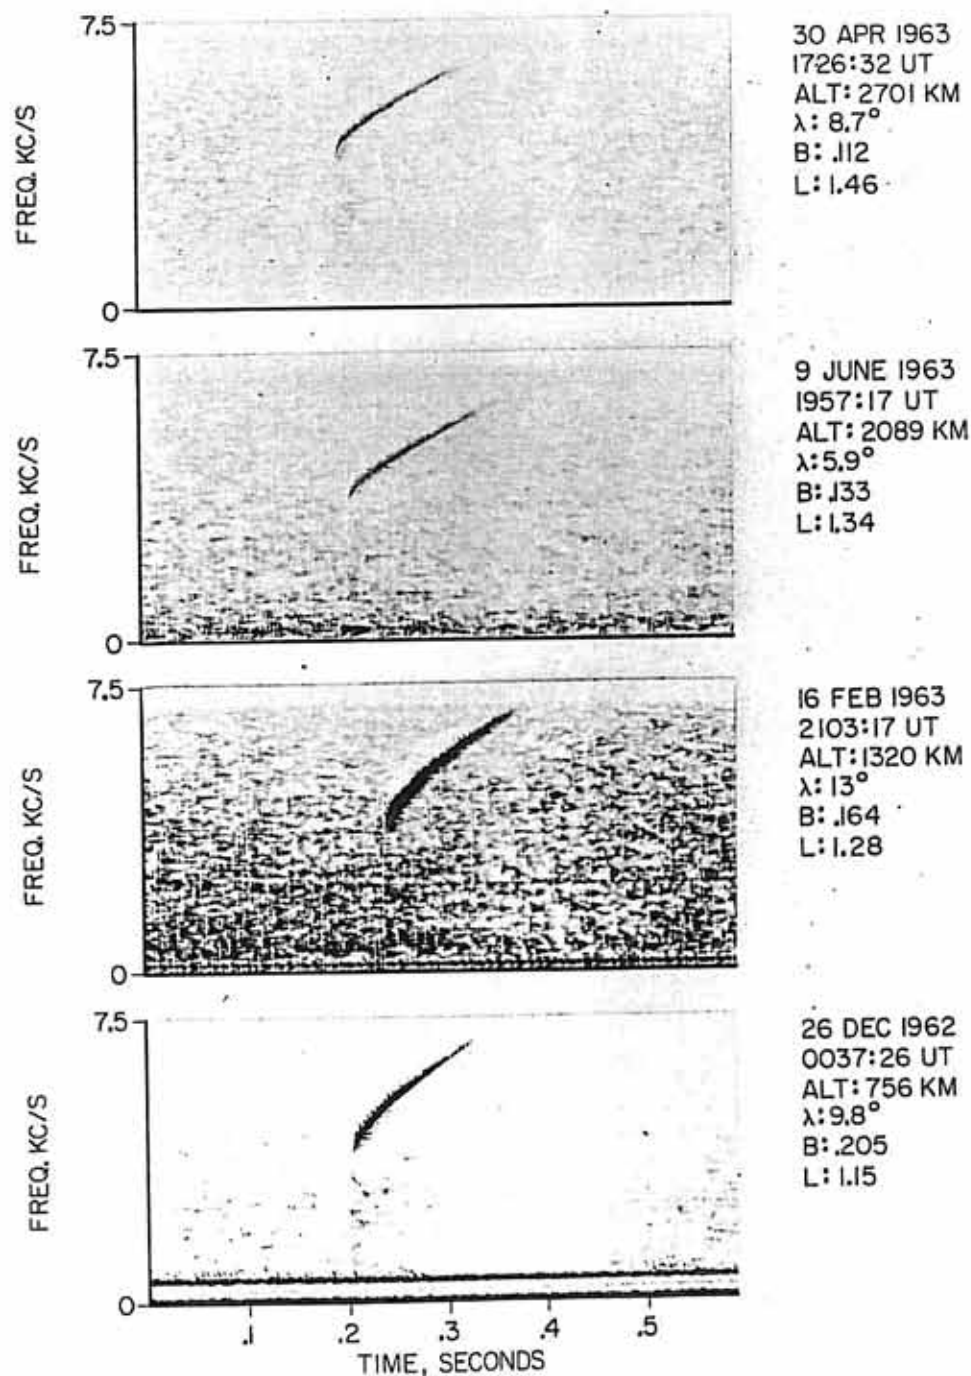 7.5
FREQ. KC/S
0
30 APR 1963
1726:32 UT
ALT: 2701 KM
λ: 8.7°
B: .112
L: 1.46
7.5
FREQ. KC/S
0
9 JUNE 1963
1957:17 UT
ALT: 2089 KM
λ: 5.9°
B: .133
L: 1.34
7.5
FREQ. KC/S
0
16 FEB 1963
2103:17 UT
ALT: 1320 KM
λ: 13°
B: .164
L: 1.28
7.5
FREQ. KC/S
0
26 DEC 1962
0037:26 UT
ALT: 756 KM
λ: 9.8°
B: .205
L: 1.15
.1 .2 .3 .4 .5
TIME, SECONDS